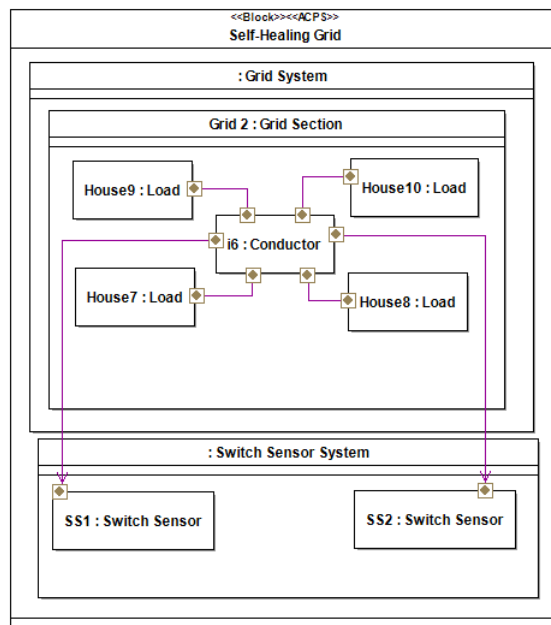 <<Block>><<ACPS>>
Self-Healing Grid
: Grid System
Grid 2 : Grid Section
House9 : Load
House10 : Load
i6 : Conductor
House7 : Load
House8 : Load
: Switch Sensor System
SS1 : Switch Sensor
SS2 : Switch Sensor